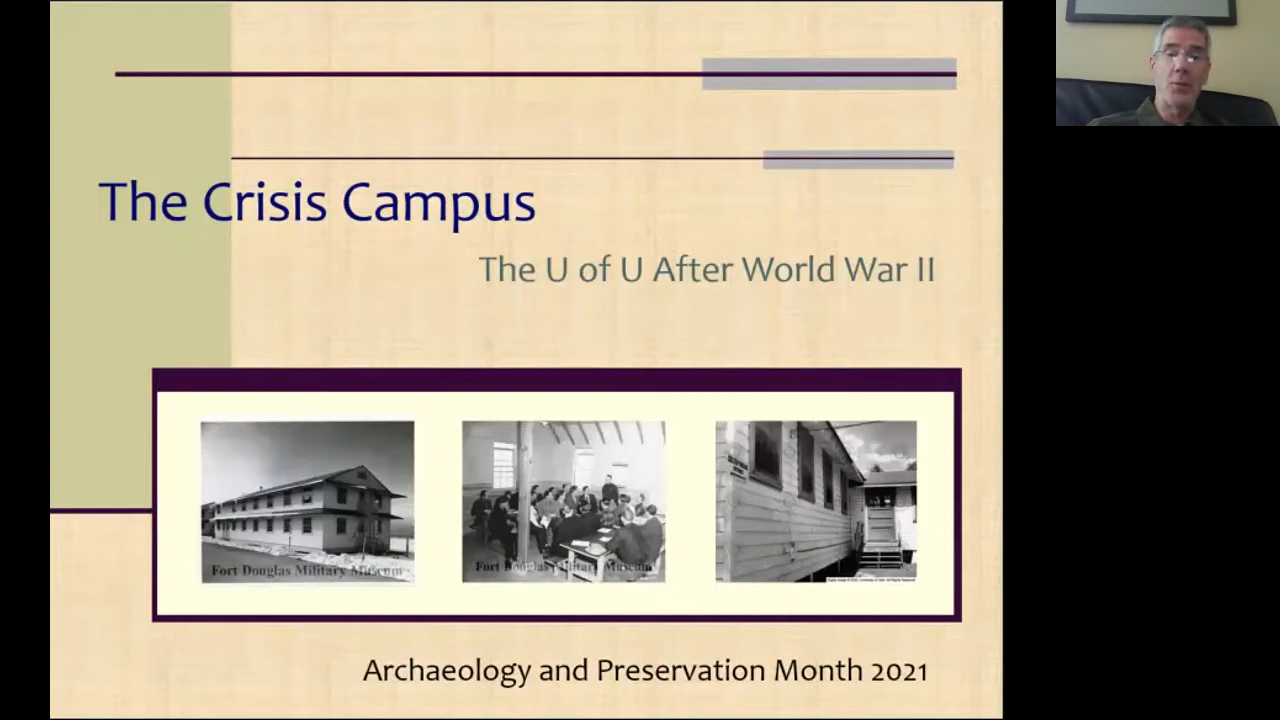 The Crisis Campus
The U of U After World War II
Fort Douglas Military Museum
Fort Douglas Military Museum
Archaeology and Preservation Month 2021